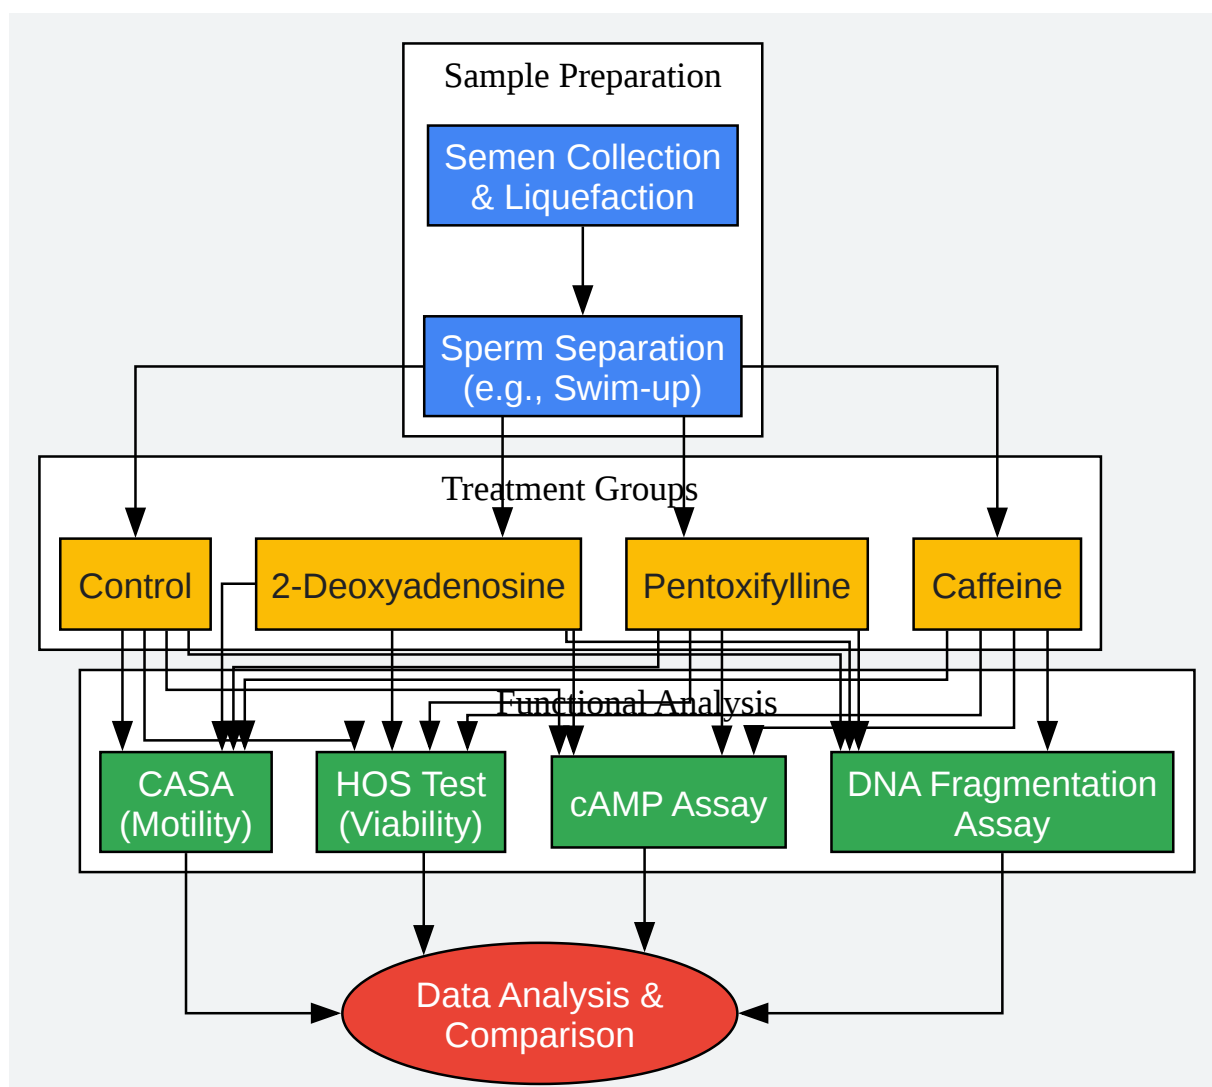 Sample Preparation
Semen Collection
& Liquefaction
Sperm Separation
(e.g., Swim-up)
Treatment Groups
Control
2-Deoxyadenosine
Pentoxifylline
Caffeine
Functional Analysis
CASA
(Motility)
HOS Test
(Viability)
cAMP Assay
DNA Fragmentation
Assay
Data Analysis &
Comparison